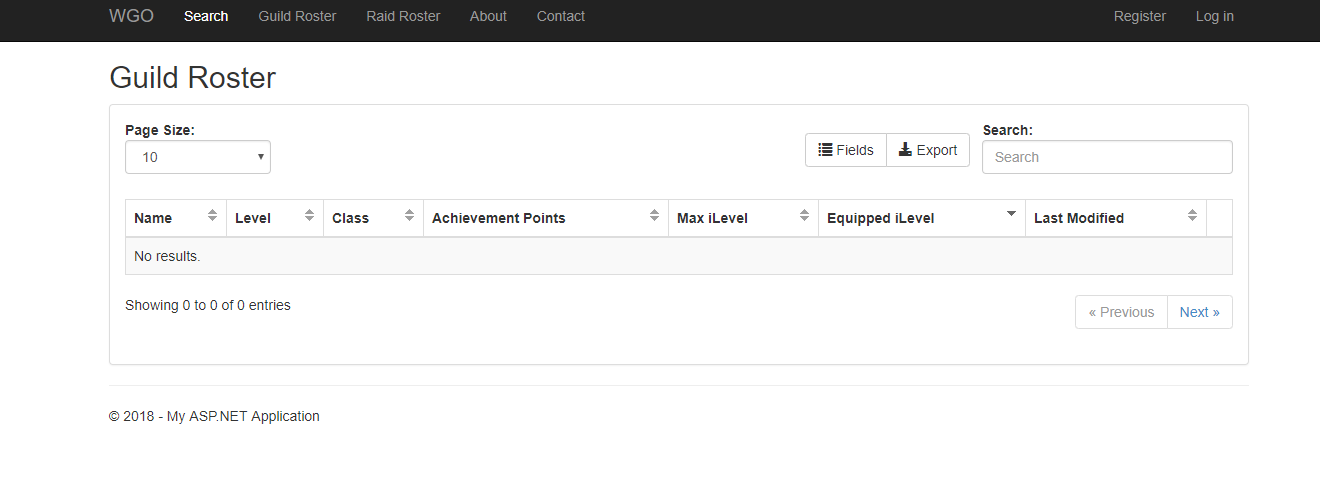 WGO Search Guild Roster Raid Roster About Contact Register Log in
Guild Roster
Page Size:
10
Fields Export
Search:
Search
Name Level Class Achievement Points Max iLevel Equipped iLevel Last Modified
No results.
Showing 0 to 0 of 0 entries
« Previous Next »
© 2018 - My ASP.NET Application